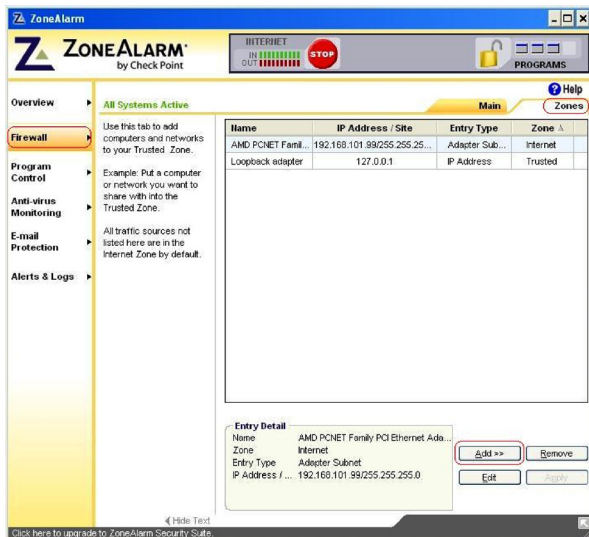 ZoneAlarm
ZONEALARM
by Check Point
INTERNET
IN
OUT
STOP
PROGRAMS
Help
Overview
All Systems Active
Main
Zones
Firewall
Program
Control
Anti-virus
Monitoring
E-mail
Protection
Alerts & Logs
Use this tab to add
computers and networks
to your Trusted Zone.
Example: Put a computer
or network you want to
share with into the
Trusted Zone.
All traffic sources not
listed here are in the
Internet Zone by default.
Name IP Address / Site Entry Type Zone
AMD PCNET Famil... 192.168.101.99/255.255.25... Adapter Sub... Internet
Loopback adapter 127.0.0.1 IP Address Trusted
Entry Detail
Name AMD PCNET Family PCI Ethernet Ada...
Zone Internet
Entry Type Adapter Subnet
IP Address / ... 192.168.101.99/255.255.255.0
Add >>
Remove
Edit
Apply
Hide Text
Click here to upgrade to ZoneAlarm Security Suite.